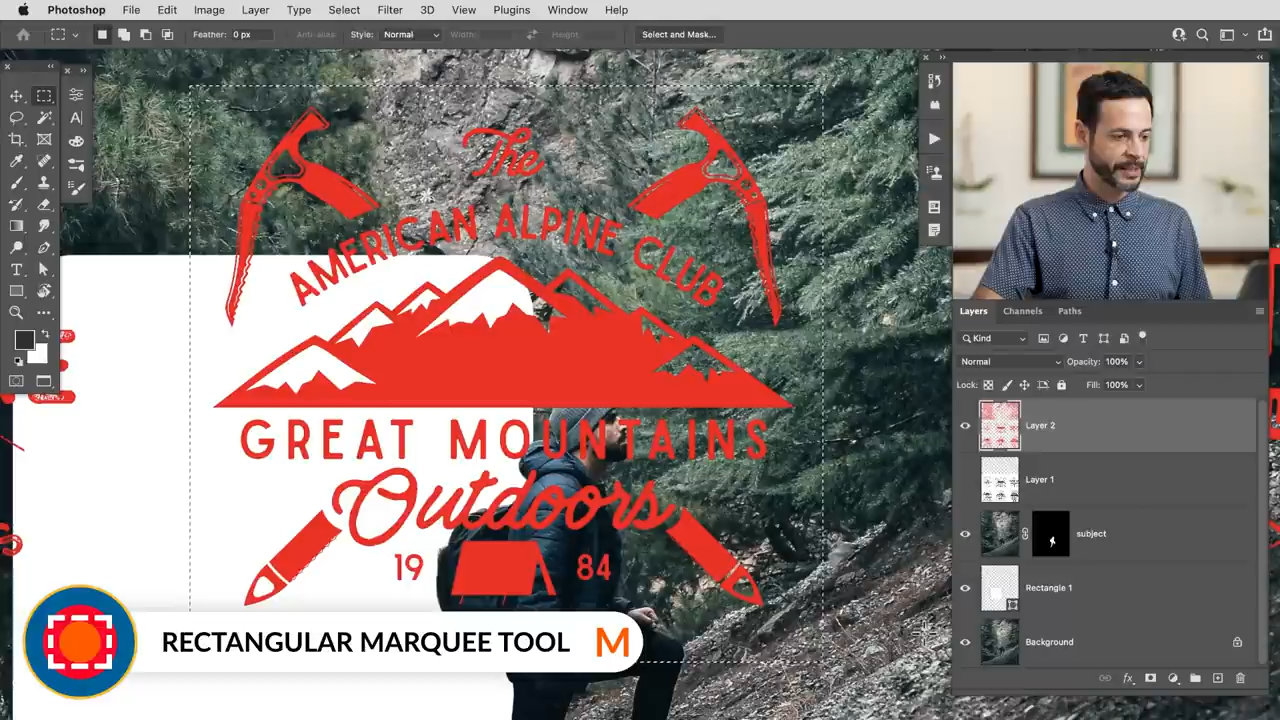 Photoshop File Edit Image Layer Type Select Filter 3D View Plugins Window Help
Feather: 0 px Anti-alias Style: Normal Width: Height: Select and Mask...
The
AMERICAN ALPINE CLUB
GREAT MOUNTAINS
Outdoors
19 84
RECTANGULAR MARQUEE TOOL M
Layers Channels Paths
Kind
Normal Opacity: 100%
Lock: Fill: 100%
Layer 2
Layer 1
subject
Rectangle 1
Background